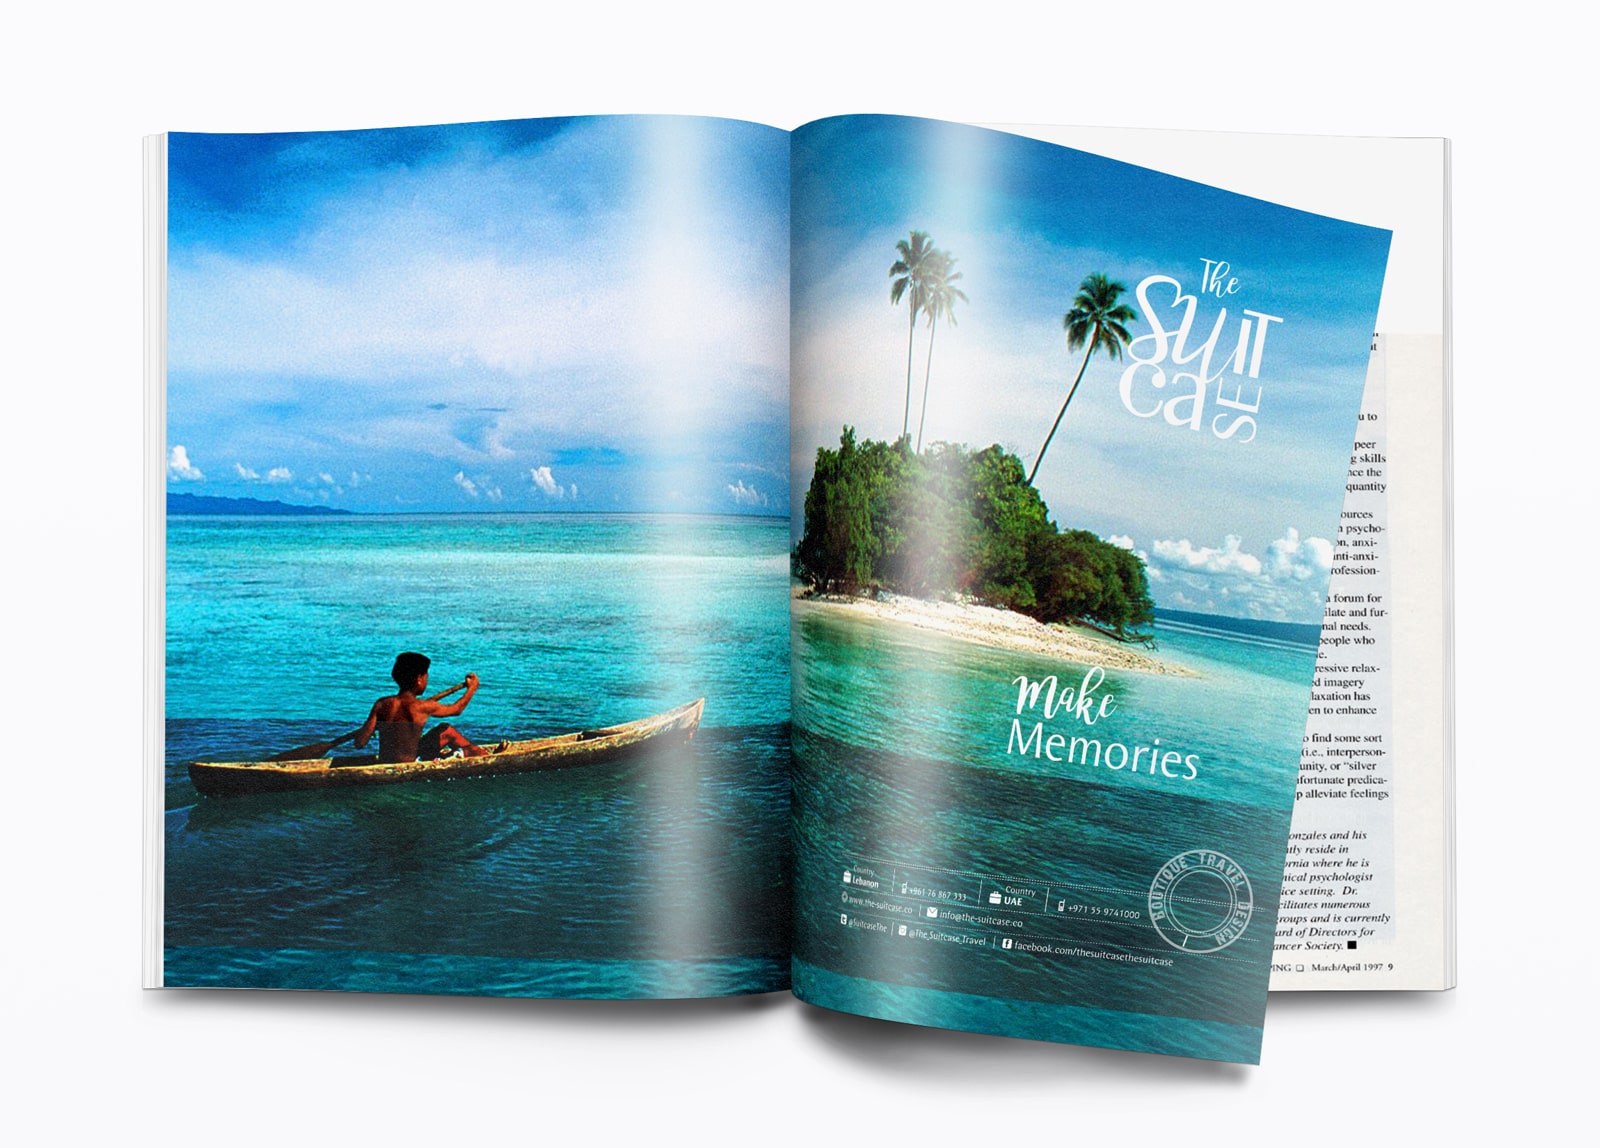 The
Suit
Case
Make
Memories
Country
Lebanon
+961 76 867 333
Country
UAE
+971 55 9741000
www.the-suitcase.co
info@the-suitcase.co
@SuitcaseThe
@The_Suitcase_Travel
facebook.com/thesuitcasethesuitcase
BOUTIQUE TRAVEL DESIGN
u to
peer
g skills
nce the
quantity
ources
psycho-
on, anxi-
nti-anxi-
rofession-
a forum for
ilate and fur-
nal needs.
people who
ressive relax-
ed imagery
laxation has
en to enhance
o find some sort
(i.e., interperson-
unity, or "silver
fortunate predica-
p alleviate feelings
onzales and his
tly reside in
ornia where he is
nical psychologist
ice setting. Dr.
cilitates numerous
roups and is currently
ard of Directors for
ancer Society. ■
PING ❑ March/April 1997 9